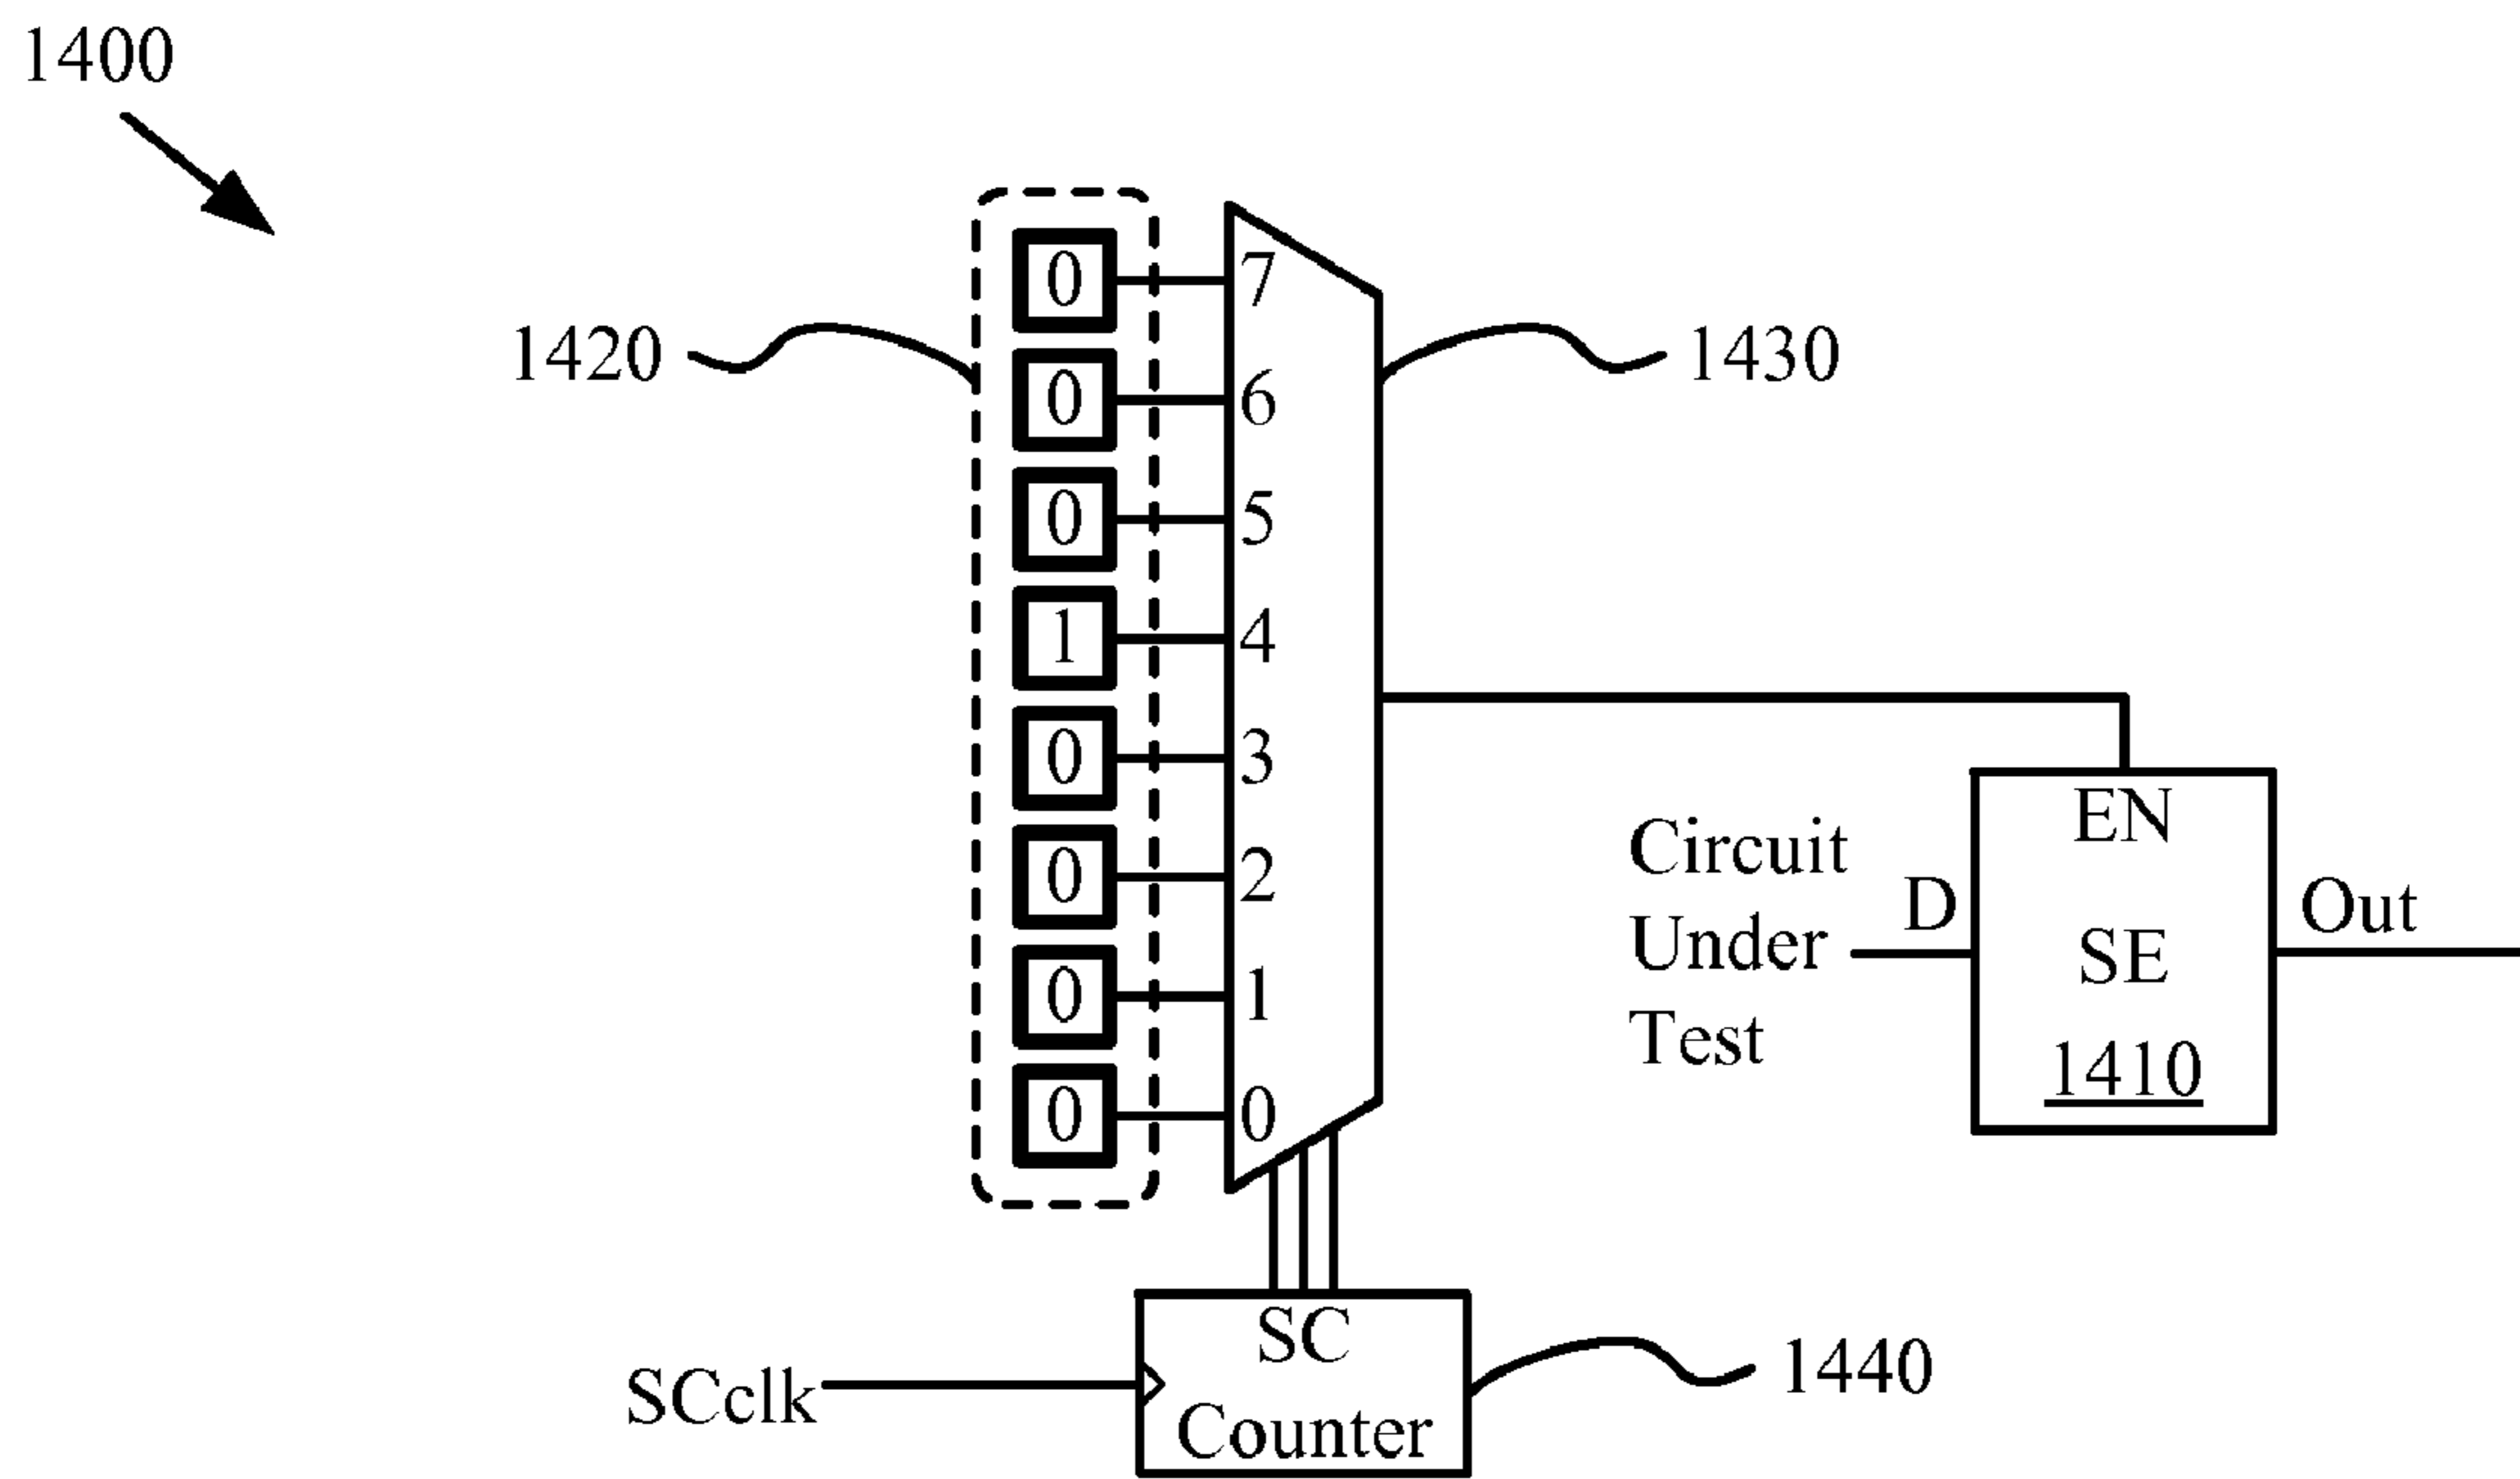 1400
0 7
1420
1430
0 6
0 5
1 4
0 3
0 2
0 1
0 0
EN
Circuit
Under
Test
D
SE
1410
Out
SC
Counter
SCclk
1440